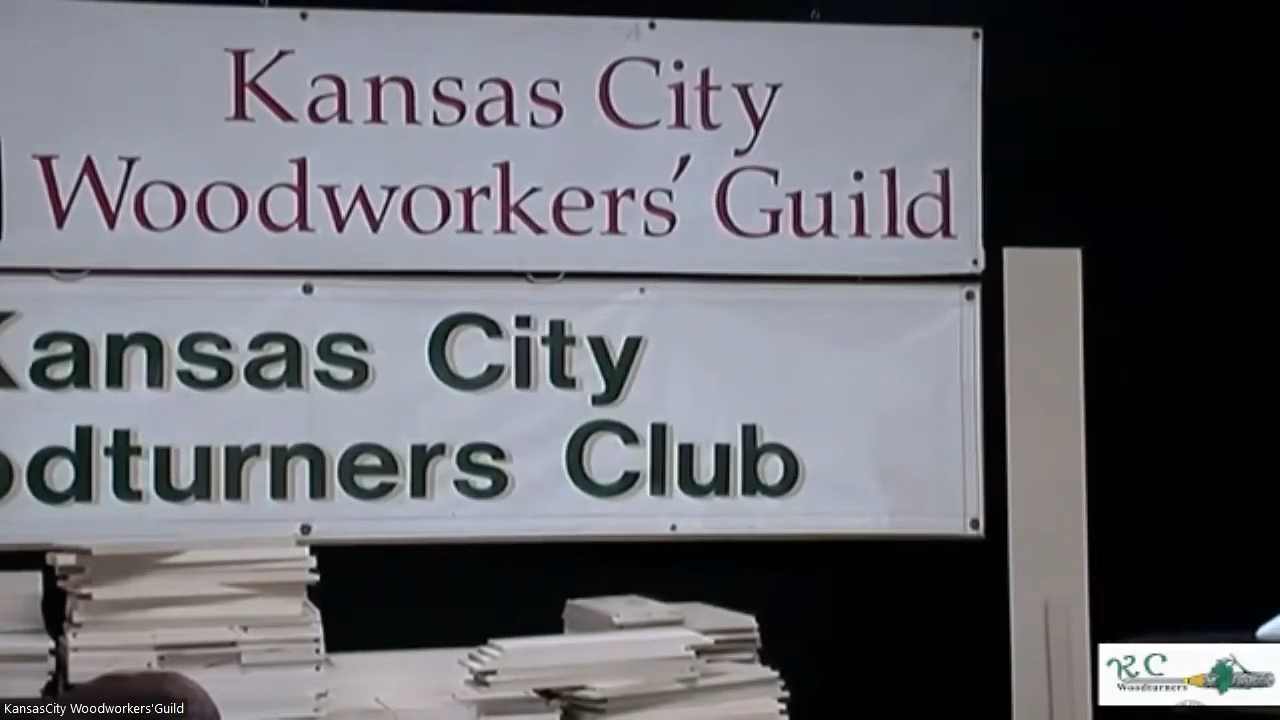 Kansas City
Woodworkers' Guild
Kansas City
odturners Club
KC
Woodturners
KansasCity Woodworkers'Guild